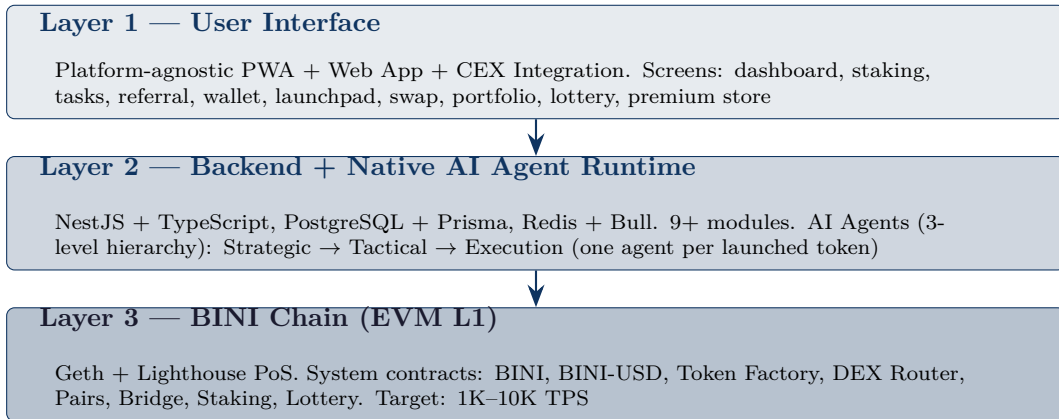 Layer 1 — User Interface
Platform-agnostic PWA + Web App + CEX Integration. Screens: dashboard, staking,
tasks, referral, wallet, launchpad, swap, portfolio, lottery, premium store
Layer 2 — Backend + Native AI Agent Runtime
NestJS + TypeScript, PostgreSQL + Prisma, Redis + Bull. 9+ modules. AI Agents (3-
level hierarchy): Strategic → Tactical → Execution (one agent per launched token)
Layer 3 — BINI Chain (EVM L1)
Geth + Lighthouse PoS. System contracts: BINI, BINI-USD, Token Factory, DEX Router,
Pairs, Bridge, Staking, Lottery. Target: 1K–10K TPS